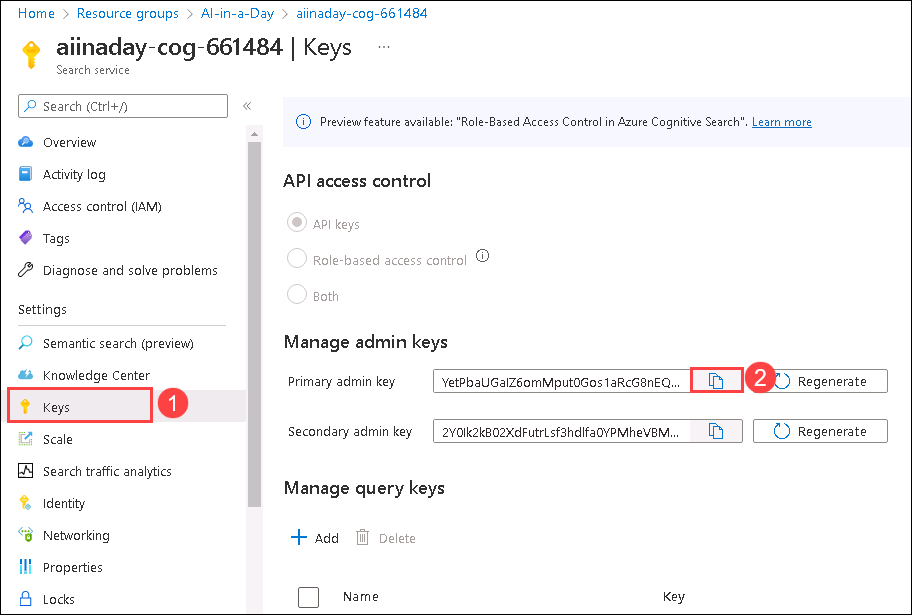 Home > Resource groups > AI-in-a-Day > aiinaday-cog-661484
aiinaday-cog-661484 | Keys ...
Search service
Search (Ctrl+/) «
Preview feature available: "Role-Based Access Control in Azure Cognitive Search". Learn more
Overview
Activity log
Access control (IAM)
Tags
Diagnose and solve problems
Settings
Semantic search (preview)
Knowledge Center
Keys 1
Scale
Search traffic analytics
Identity
Networking
Properties
Locks
API access control
API keys
Role-based access control
Both
Manage admin keys
Primary admin key YetPbaUGaIZ6omMput0Gos1aRcG8nEQ... 2 Regenerate
Secondary admin key 2Y0Ik2kB02XdFutrLsf3hdlfa0YPMheVBM... Regenerate
Manage query keys
+ Add Delete
Name Key